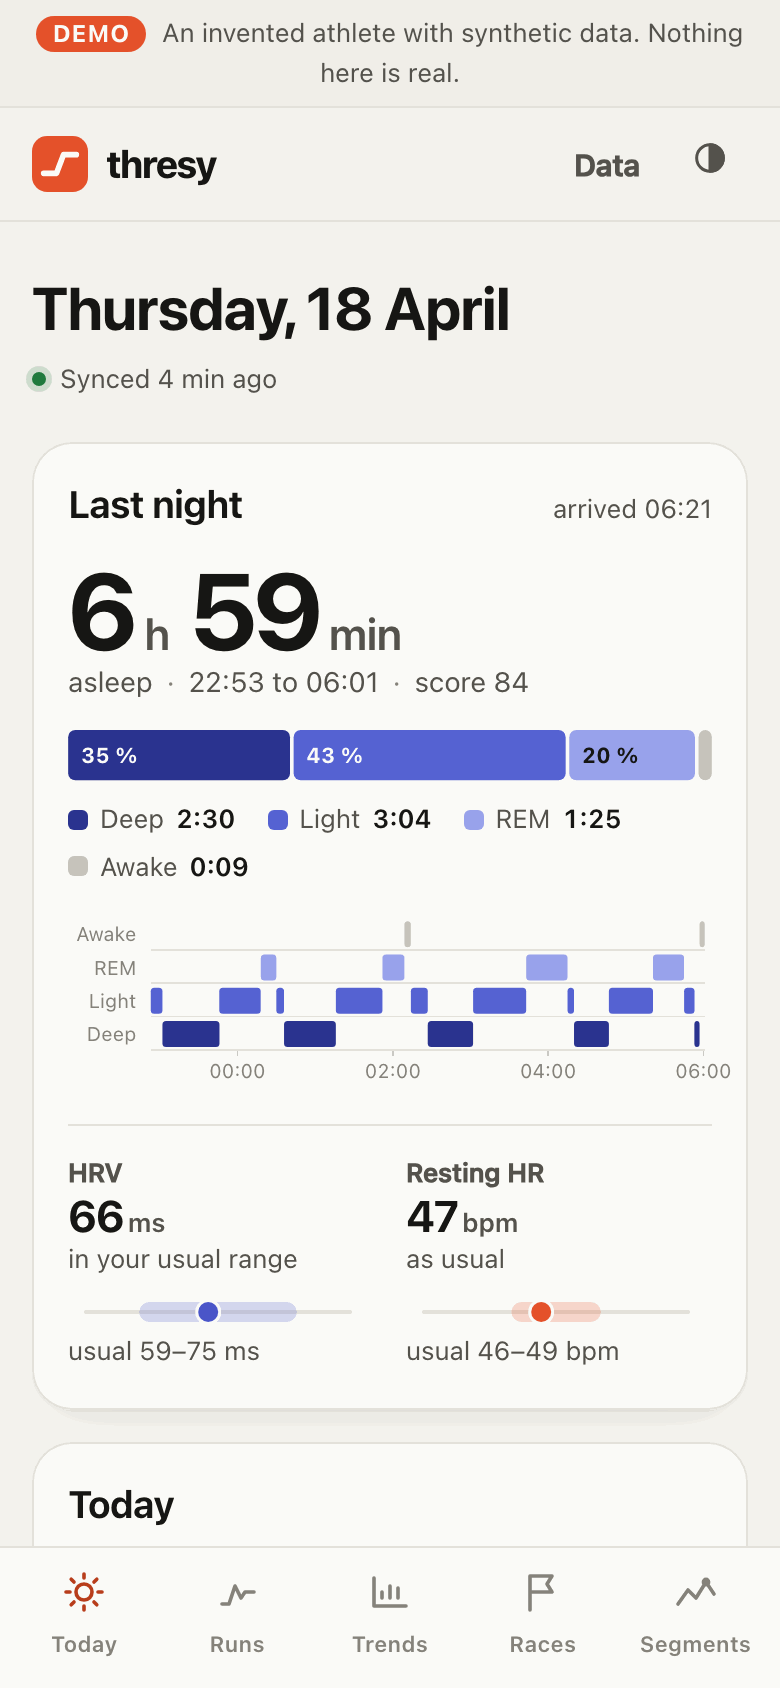 DEMO An invented athlete with synthetic data. Nothing
here is real.
thresy Data
Thursday, 18 April
Synced 4 min ago
Last night arrived 06:21
6 h 59 min
asleep · 22:53 to 06:01 · score 84
35 % 43 % 20 %
Deep 2:30 Light 3:04 REM 1:25
Awake 0:09
Awake
REM
Light
Deep
00:00 02:00 04:00 06:00
HRV Resting HR
66 ms 47 bpm
in your usual range as usual
usual 59–75 ms usual 46–49 bpm
Today
Today Runs Trends Races Segments